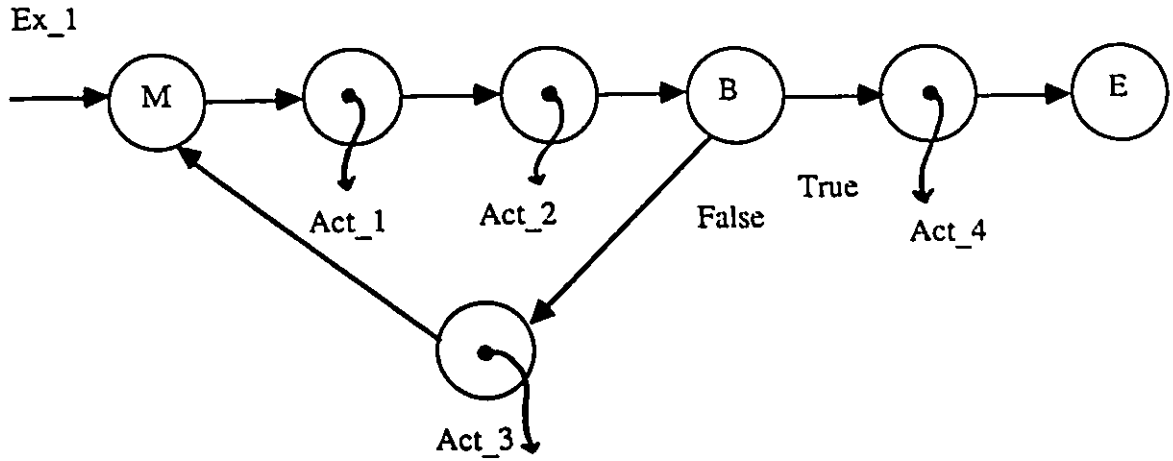 Ex_1
M
B
E
Act_1
Act_2
False
True
Act_4
Act_3